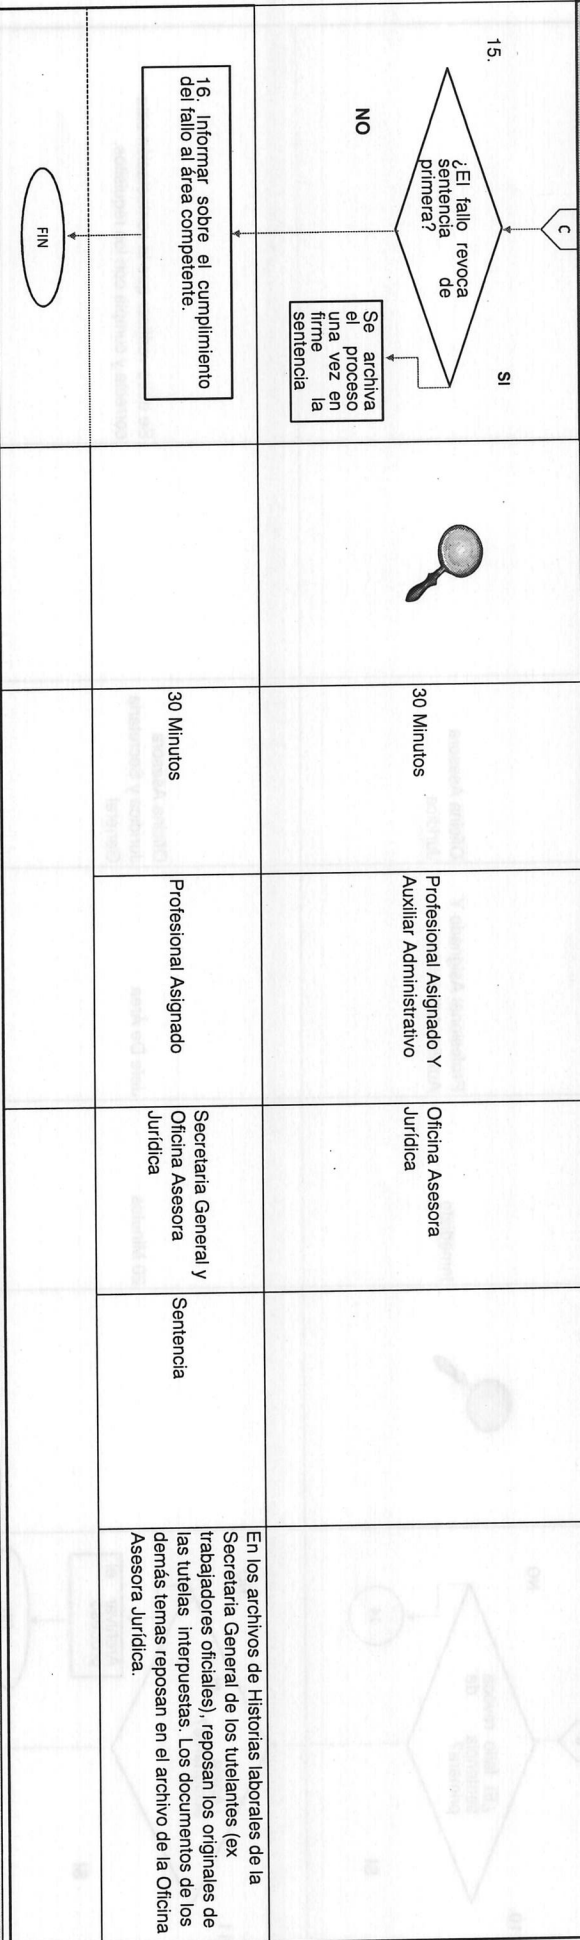 C
15.
¿El fallo revoca
sentencia de
primera?
SI
NO
Se archiva
el proceso
una vez en
firme la
sentencia
30 Minutos
Profesional Asignado Y
Auxiliar Administrativo
Oficina Asesora
Jurídica
16. Informar sobre el cumplimiento
del fallo al área competente.
30 Minutos
Profesional Asignado
Secretaria General y
Oficina Asesora
Jurídica
Sentencia
En los archivos de Historias laborales de la
Secretaria General de los tutelantes (ex
trabajadores oficiales), reposan los originales de
las tutelas interpuestas. Los documentos de los
demás temas reposan en el archivo de la Oficina
Asesora Jurídica.
FIN